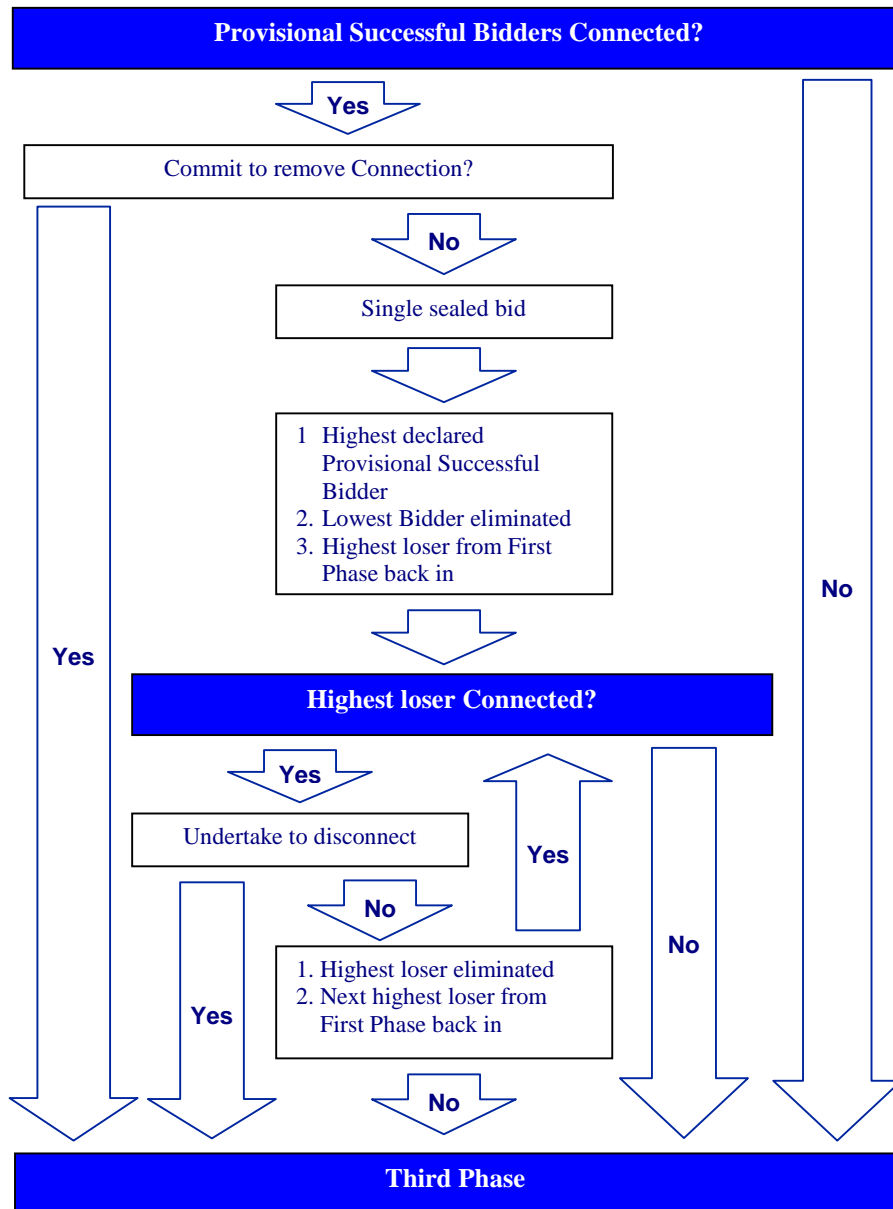 Provisional Successful Bidders Connected?
Yes
Commit to remove Connection?
No
Single sealed bid
1 Highest declared
Provisional Successful
Bidder
2. Lowest Bidder eliminated
3. Highest loser from First
Phase back in
No
Yes
Highest loser Connected?
Yes
Undertake to disconnect
Yes
No
No
1. Highest loser eliminated
2. Next highest loser from
First Phase back in
Yes
No
Third Phase